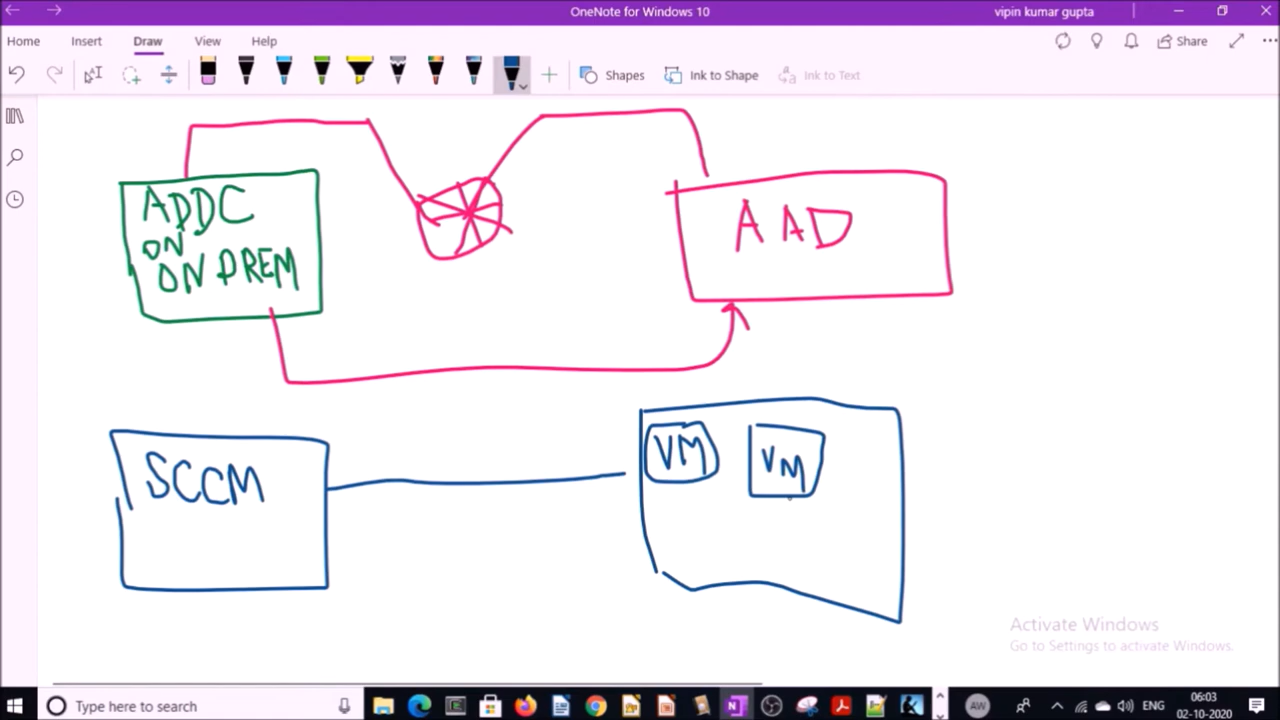 OneNote for Windows 10
vipin kumar gupta
Home Insert Draw View Help
Share
Shapes Ink to Shape Ink to Text
ADDC
ON
ON PREM
AAD
SCCM
VM
VM
Activate Windows
Go to Settings to activate Windows.
Type here to search
AW
ENG
06:03
02-10-2020